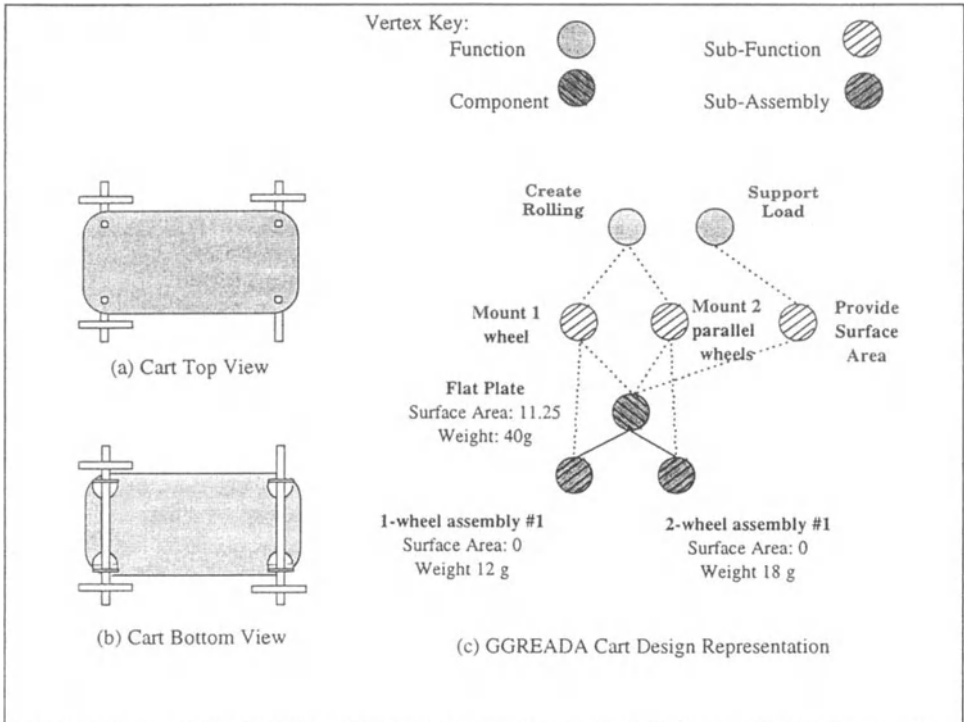 Vertex Key:
Function
Sub-Function
Component
Sub-Assembly
Create
Rolling
Support
Load
Mount 1
wheel
Mount 2
parallel
wheels
Provide
Surface
Area
(a) Cart Top View
Flat Plate
Surface Area: 11.25
Weight: 40g
1-wheel assembly #1
Surface Area: 0
Weight 12 g
2-wheel assembly #1
Surface Area: 0
Weight 18 g
(b) Cart Bottom View
(c) GGREADA Cart Design Representation